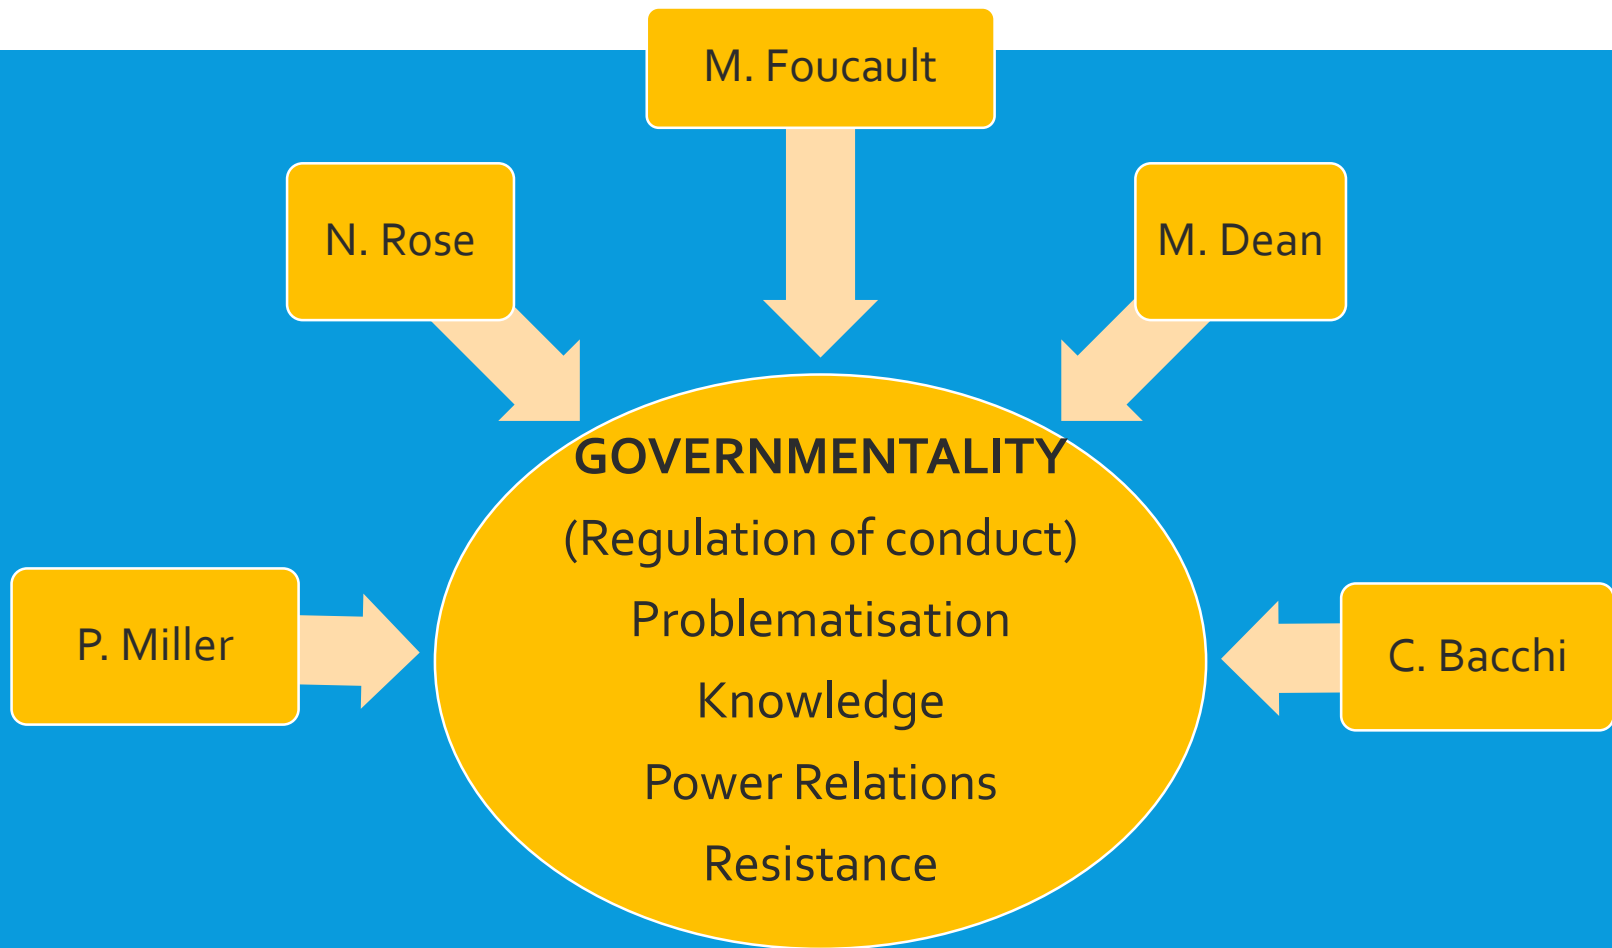 M. Foucault
N. Rose
M. Dean
GOVERNMENTALITY
(Regulation of conduct)
Problematisation
Knowledge
Power Relations
Resistance
P. Miller
C. Bacchi